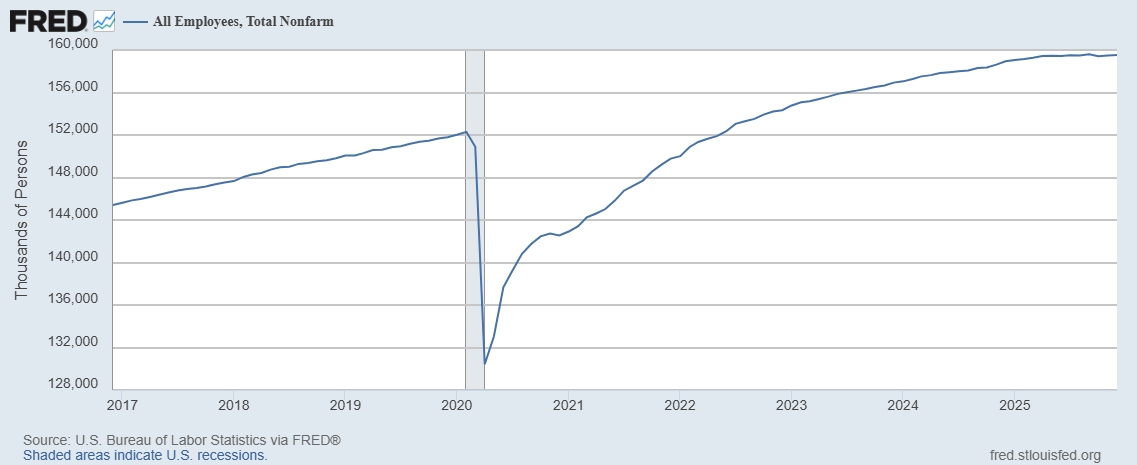 FRED
All Employees, Total Nonfarm
160,000
156,000
152,000
148,000
144,000
140,000
136,000
132,000
128,000
Thousands of Persons
2017 2018 2019 2020 2021 2022 2023 2024 2025
Source: U.S. Bureau of Labor Statistics via FRED®
Shaded areas indicate U.S. recessions.
fred.stlouisfed.org